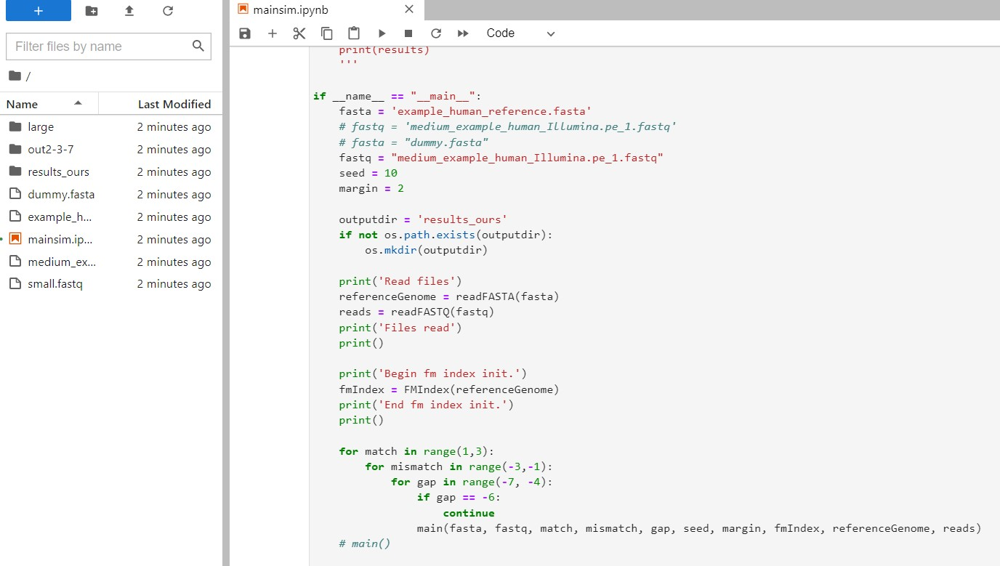 mainsim.ipynb
Code
Filter files by name
/
Name Last Modified
large 2 minutes ago
out2-3-7 2 minutes ago
results_ours 2 minutes ago
dummy.fasta 2 minutes ago
example_h... 2 minutes ago
mainsim.ip... 2 minutes ago
medium_ex... 2 minutes ago
small.fastq 2 minutes ago
    print(results)
    '''

if __name__ == "__main__":
    fasta = 'example_human_reference.fasta'
    # fastq = 'medium_example_human_Illumina.pe_1.fastq'
    # fasta = "dummy.fasta"
    fastq = "medium_example_human_Illumina.pe_1.fastq"
    seed = 10
    margin = 2

    outputdir = 'results_ours'
    if not os.path.exists(outputdir):
        os.mkdir(outputdir)

    print('Read files')
    referenceGenome = readFASTA(fasta)
    reads = readFASTQ(fastq)
    print('Files read')
    print()

    print('Begin fm index init.')
    fmIndex = FMIndex(referenceGenome)
    print('End fm index init.')
    print()

    for match in range(1,3):
        for mismatch in range(-3,-1):
            for gap in range(-7, -4):
                if gap == -6:
                    continue
                main(fasta, fastq, match, mismatch, gap, seed, margin, fmIndex, referenceGenome, reads)
    # main()